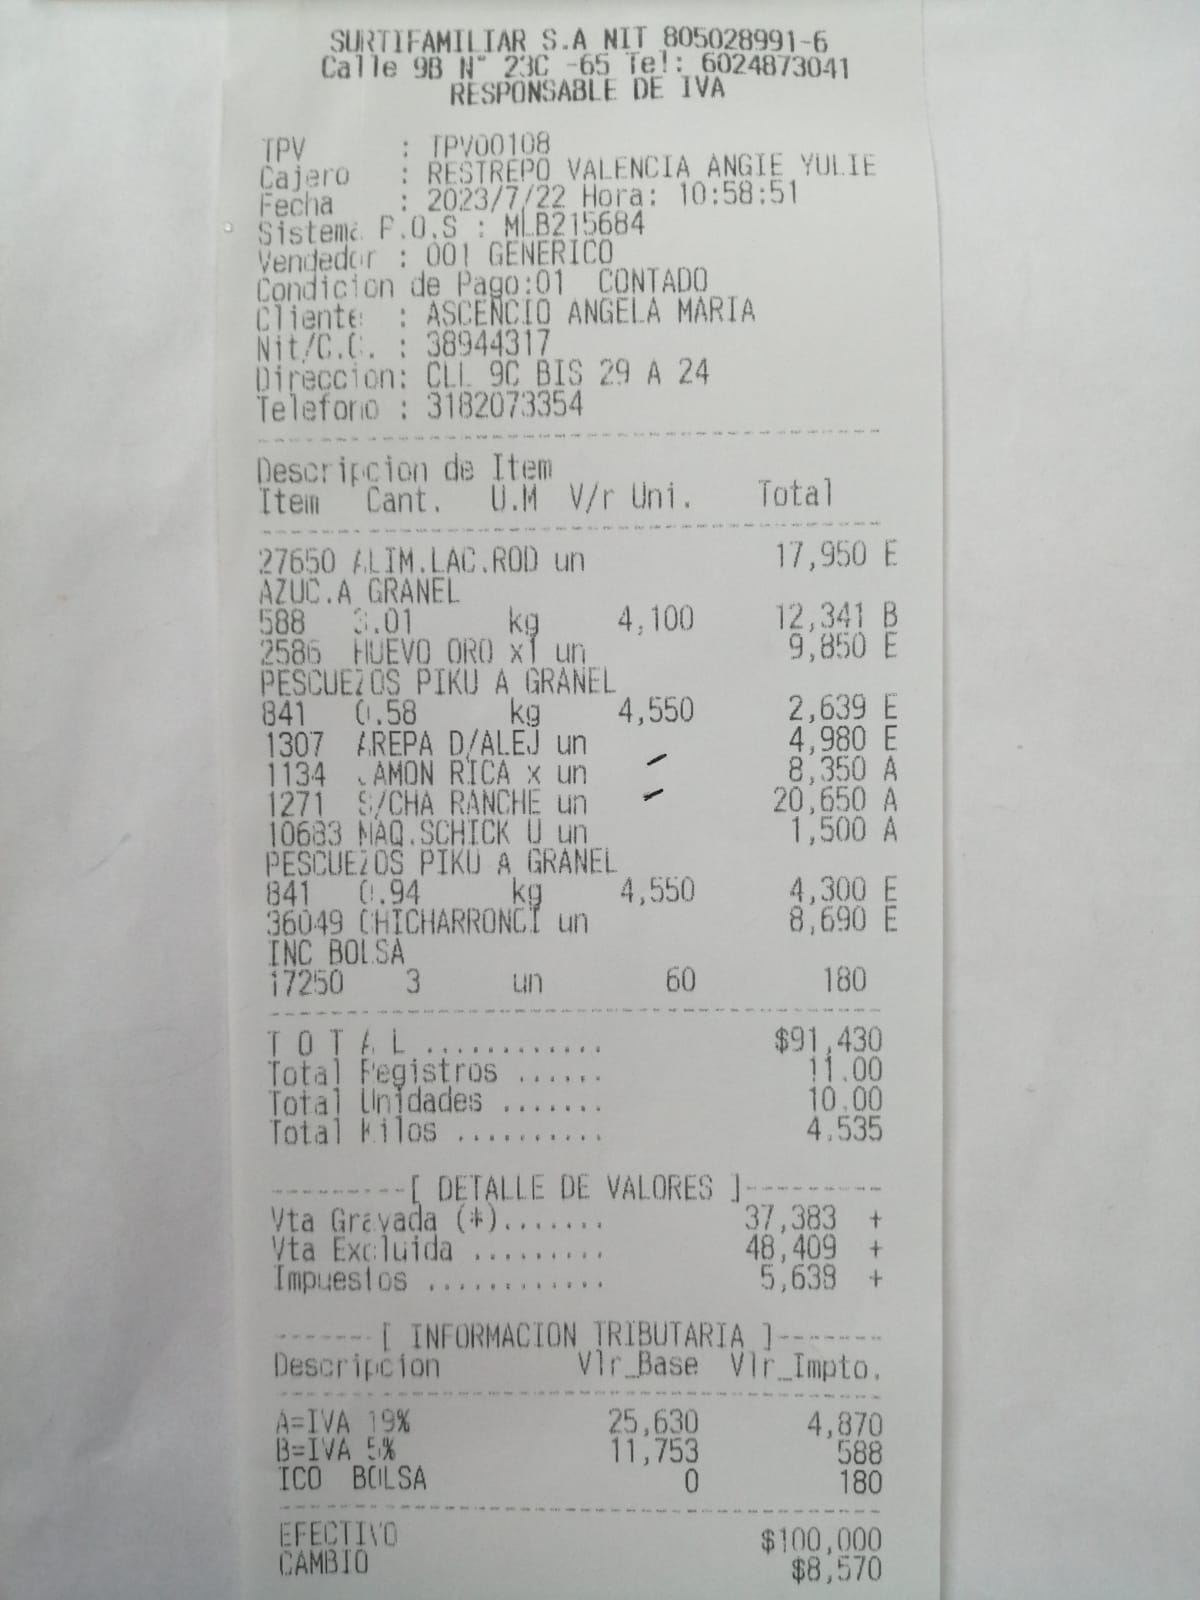 SURTIFAMILIAR S.A NIT 805028991-6
Calle 9B N° 23C -65 Tel: 6024873041
RESPONSABLE DE IVA
TPV : TPV00108
Cajero : RESTREPO VALENCIA ANGIE YULIE
Fecha : 2023/7/22 Hora: 10:58:51
Sistema P.O.S : MLB215684
Vendedor : 001 GENERICO
Condicion de Pago:01 CONTADO
Cliente : ASCENCIO ANGELA MARIA
Nit/C.C. : 38944317
Direccion: CLL 9C BIS 29 A 24
Telefono : 3182073354
Descripcion de Item
Item Cant. U.M V/r Uni. Total
27650 ALIM.LAC.ROD un 17,950 E
AZUC.A GRANEL
588 3.01 kg 4,100 12,341 B
2586 HUEVO ORO x1 un 9,850 E
PESCUEZOS PIKU A GRANEL
841 0.58 kg 4,550 2,639 E
1307 AREPA D/ALEJ un 4,980 E
1134 JAMON RICA x un 8,350 A
1271 S/CHA RANCHE un 20,650 A
10683 MAQ.SCHICK U un 1,500 A
PESCUEZOS PIKU A GRANEL
841 0.94 kg 4,550 4,300 E
36049 CHICHARRONCI un 8,690 E
INC BOLSA
17250 3 un 60 180
T O T A L ............ $91,430
Total Registros ...... 11.00
Total Unidades ....... 10.00
Total Kilos .......... 4.535
---------[ DETALLE DE VALORES ]---------
Vta Gravada (*)....... 37,383 +
Vta Excluida ......... 48,409 +
Impuestos ............ 5,638 +
-------[ INFORMACION TRIBUTARIA ]-------
Descripcion Vlr_Base Vlr_Impto.
A=IVA 19% 25,630 4,870
B=IVA 5% 11,753 588
ICO BOLSA 0 180
EFECTIVO $100,000
CAMBIO $8,570